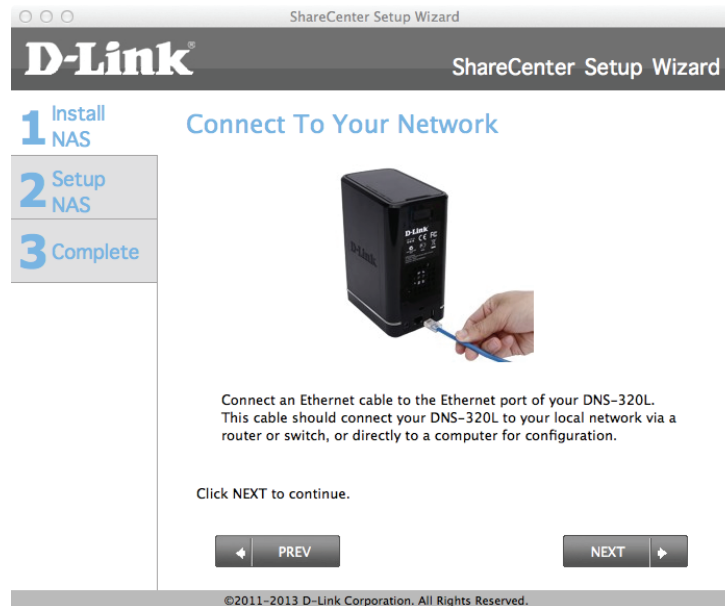 ShareCenter Setup Wizard
D-Link®
ShareCenter Setup Wizard
1 Install
NAS
2 Setup
NAS
3 Complete
Connect To Your Network
D-Link
D-Link
Connect an Ethernet cable to the Ethernet port of your DNS-320L.
This cable should connect your DNS-320L to your local network via a
router or switch, or directly to a computer for configuration.
Click NEXT to continue.
PREV
NEXT
©2011-2013 D-Link Corporation. All Rights Reserved.